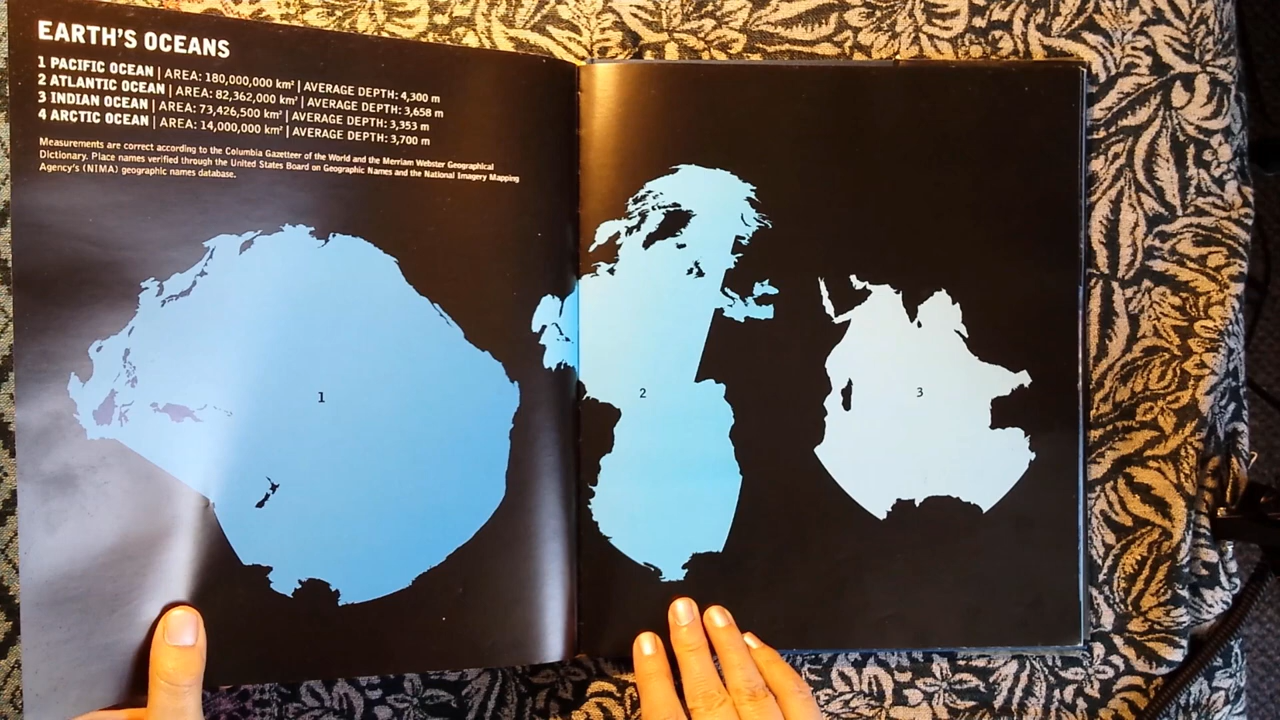 EARTH'S OCEANS
1 PACIFIC OCEAN | AREA: 180,000,000 km² | AVERAGE DEPTH: 4,300 m
2 ATLANTIC OCEAN | AREA: 82,362,000 km² | AVERAGE DEPTH: 3,658 m
3 INDIAN OCEAN | AREA: 73,426,500 km² | AVERAGE DEPTH: 3,353 m
4 ARCTIC OCEAN | AREA: 14,000,000 km² | AVERAGE DEPTH: 3,700 m
Measurements are correct according to the Columbia Gazetteer of the World and the Merriam Webster Geographical
Dictionary. Place names verified through the United States Board on Geographic Names and the National Imagery Mapping
Agency's (NIMA) geographic names database.
1
2
3